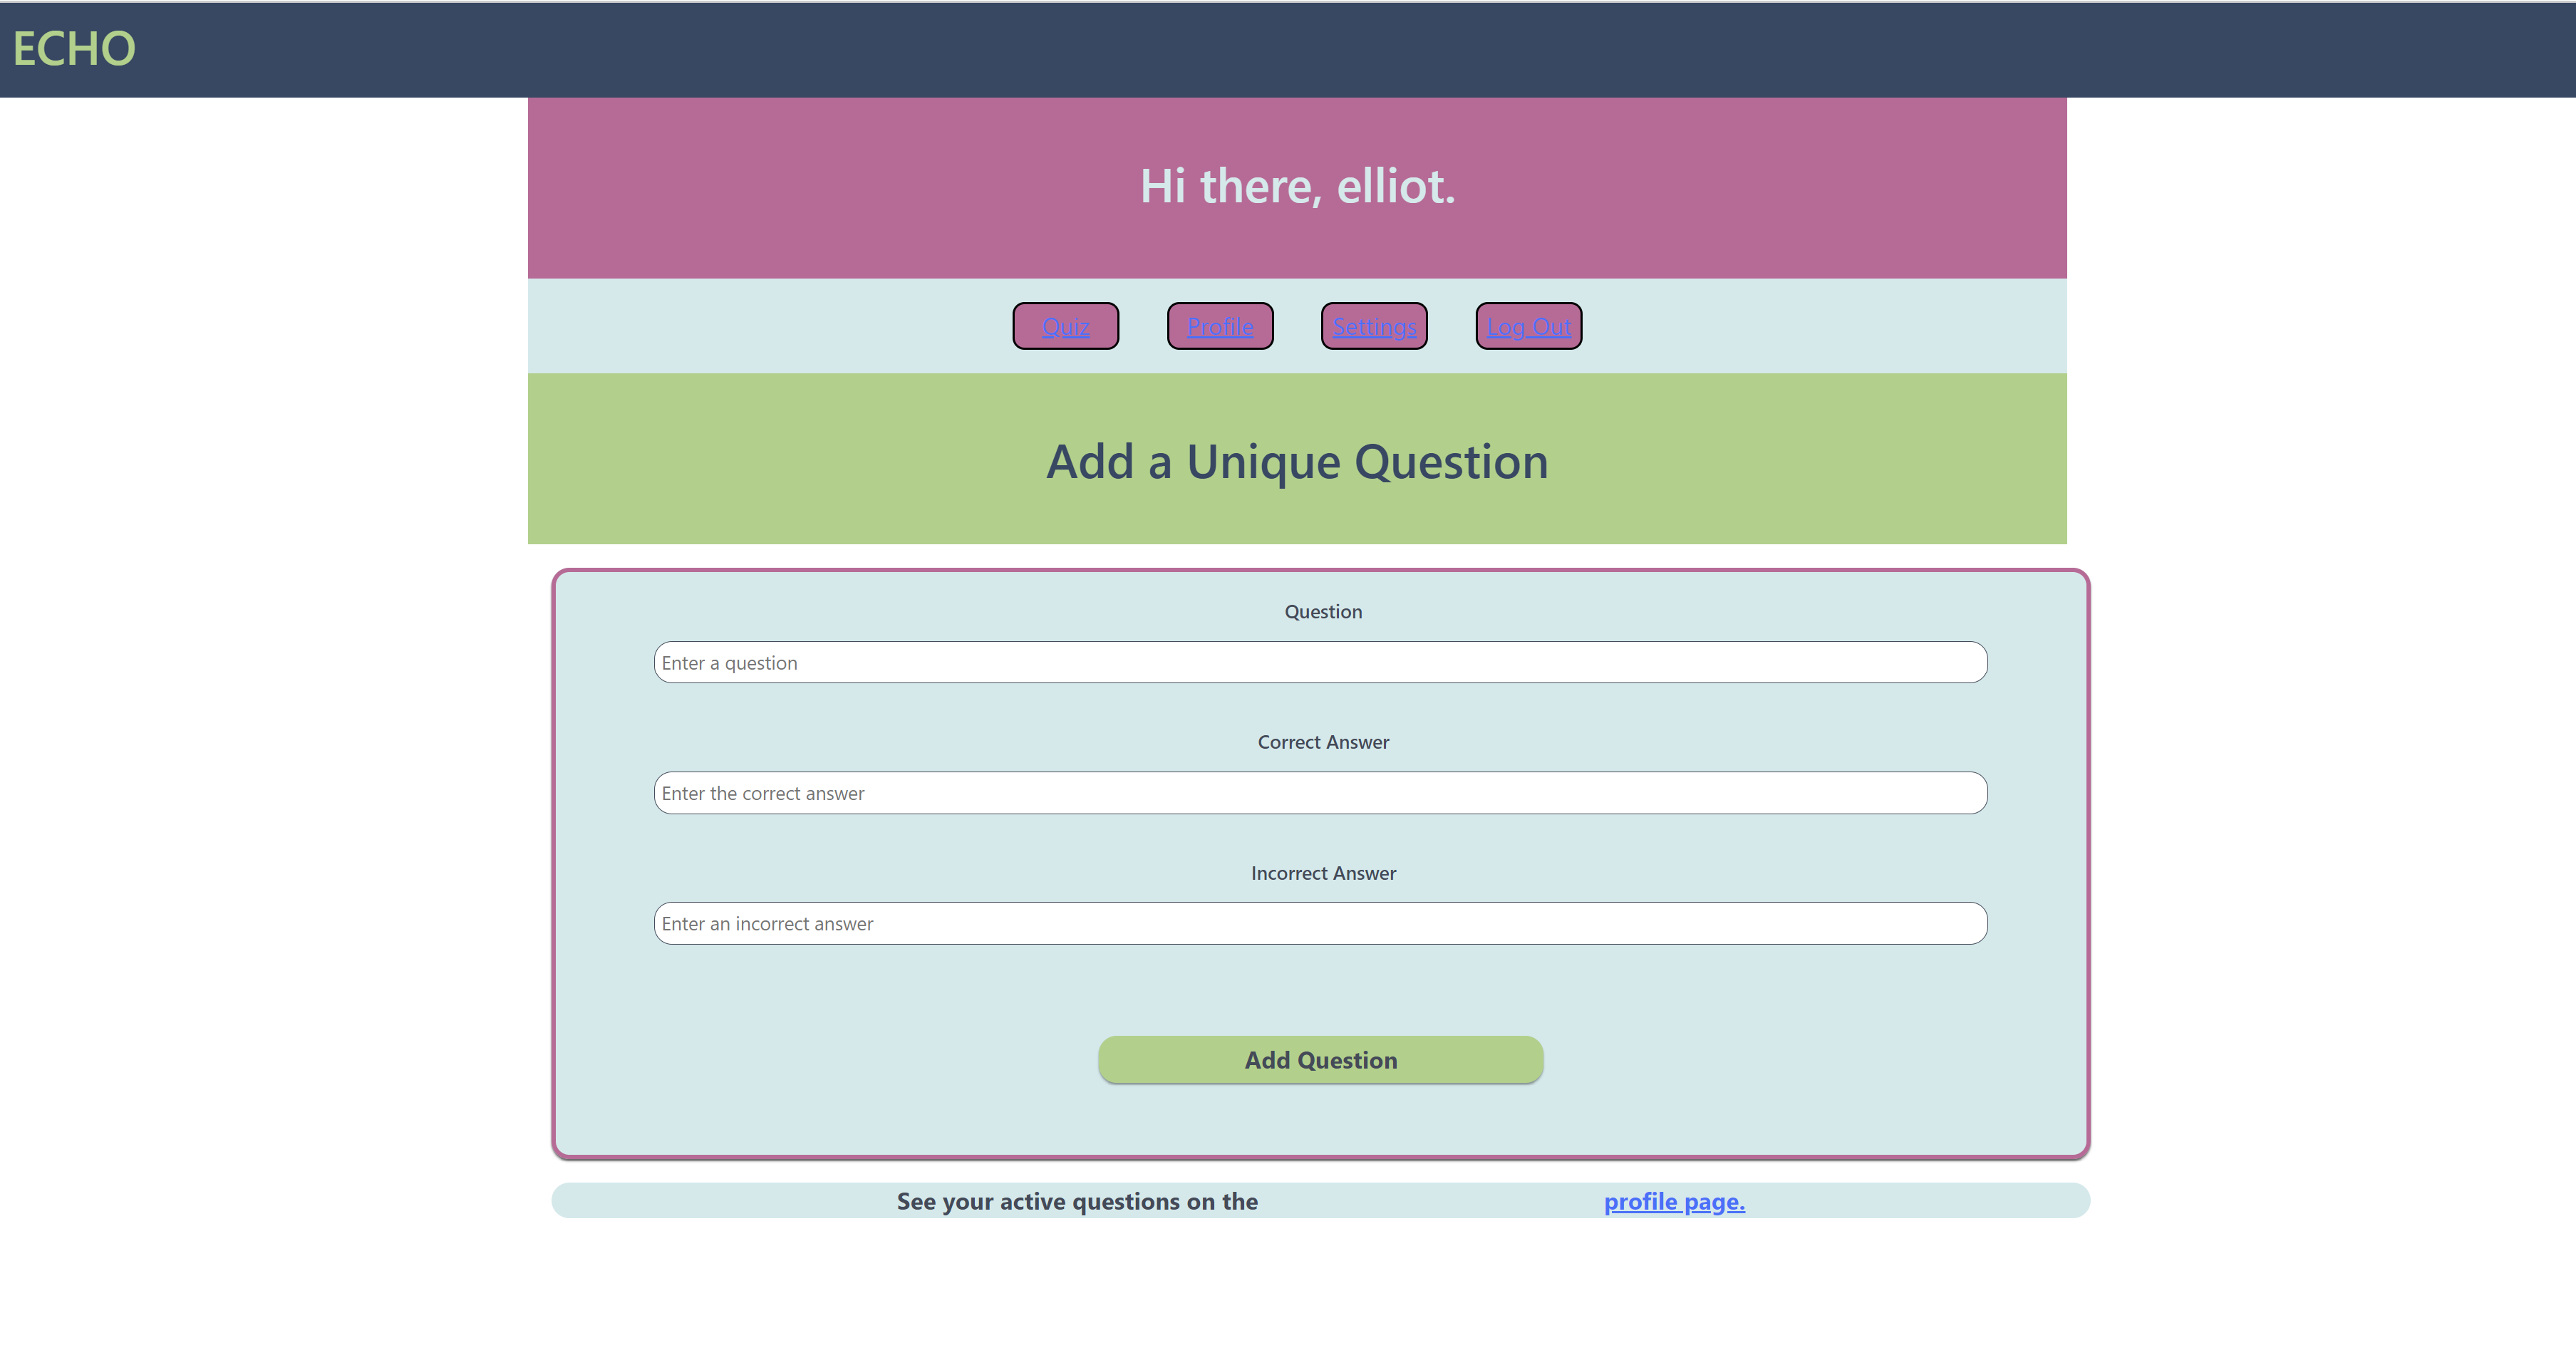 ECHO
Hi there, elliot.
Quiz Profile Settings Log Out
Add a Unique Question
Question
Enter a question
Correct Answer
Enter the correct answer
Incorrect Answer
Enter an incorrect answer
Add Question
See your active questions on the profile page.